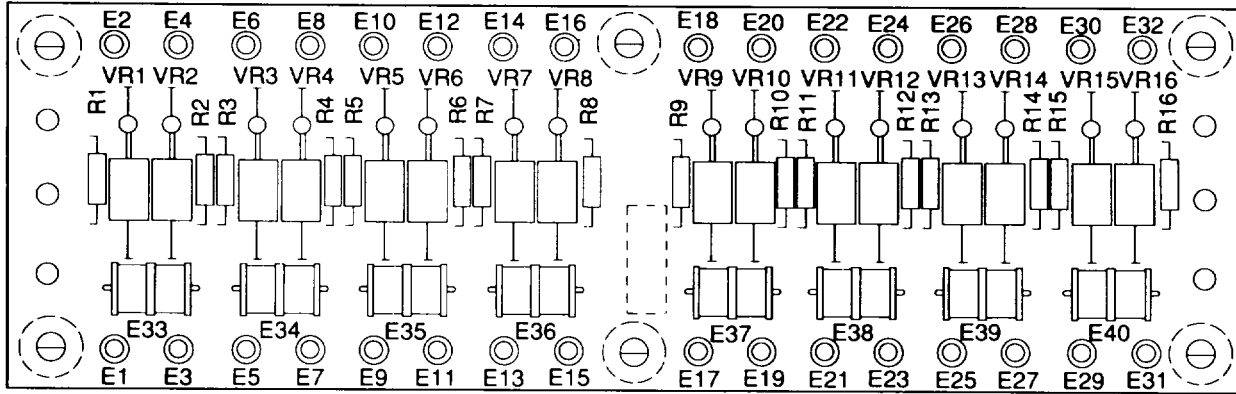 E2 E4 E6 E8 E10 E12 E14 E16 E18 E20 E22 E24 E26 E28 E30 E32
VR1 VR2 VR3 VR4 VR5 VR6 VR7 VR8 VR9 VR10 VR11 VR12 VR13 VR14 VR15 VR16
R1 R2 R3 R4 R5 R6 R7 R8 R9 R10 R11 R12 R13 R14 R15 R16
E33 E34 E35 E36 E37 E38 E39 E40
E1 E3 E5 E7 E9 E11 E13 E15 E17 E19 E21 E23 E25 E27 E29 E31